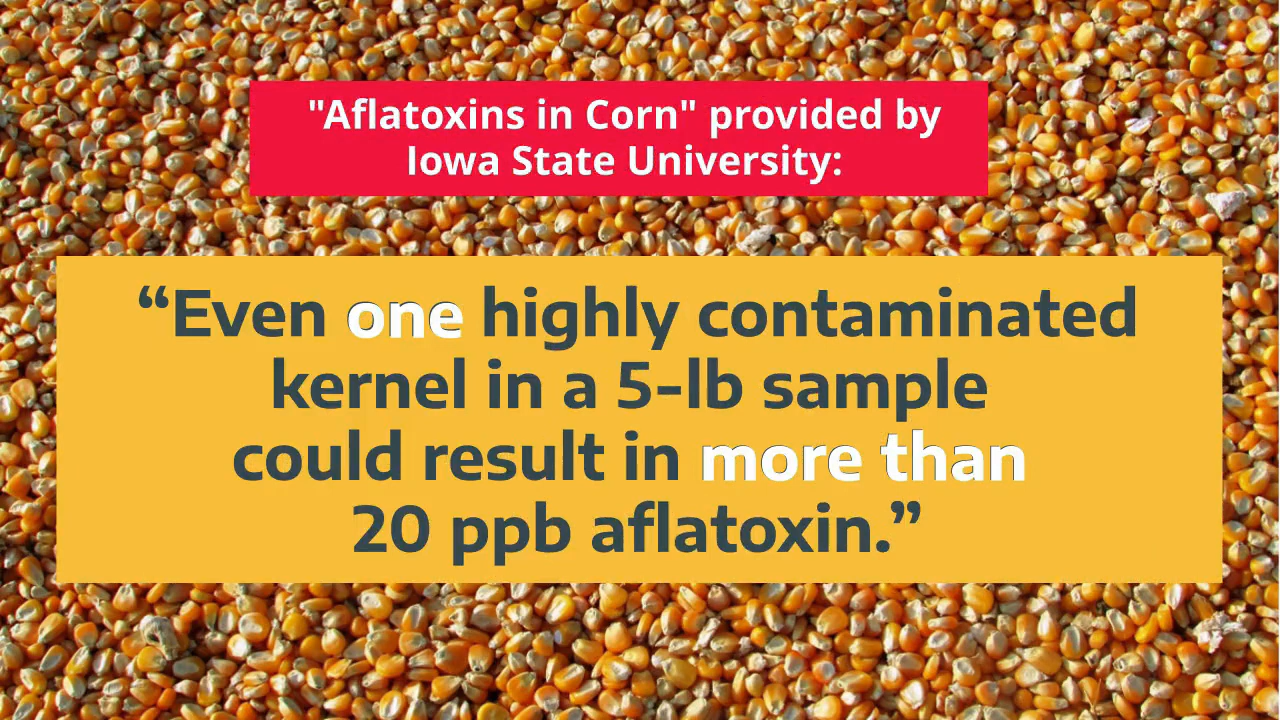 "Aflatoxins in Corn" provided by
Iowa State University:
“Even one highly contaminated
kernel in a 5-lb sample
could result in more than
20 ppb aflatoxin.”